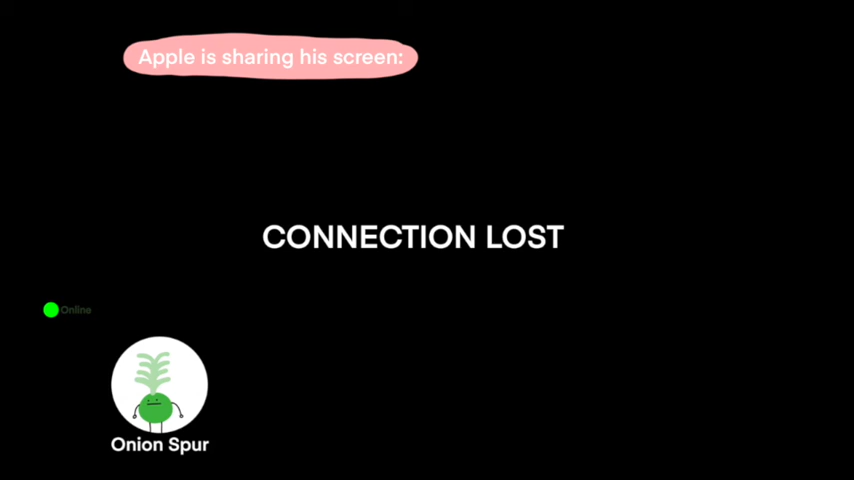 Apple is sharing his screen:
CONNECTION LOST
Online
Onion Spur